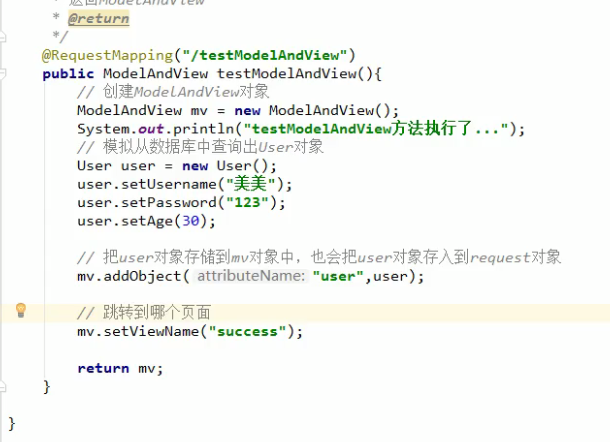 * 返回ModelAndView
* @return
*/
@RequestMapping("/testModelAndView")
public ModelAndView testModelAndView(){
// 创建ModelAndView对象
ModelAndView mv = new ModelAndView();
System.out.println("testModelAndView方法执行了...");
// 模拟从数据库中查询出User对象
User user = new User();
user.setUsername("美美");
user.setPassword("123");
user.setAge(30);
// 把user对象存储到mv对象中，也会把user对象存入到request对象
mv.addObject( attributeName: "user",user);
// 跳转到哪个页面
mv.setViewName("success");
return mv;
}
}